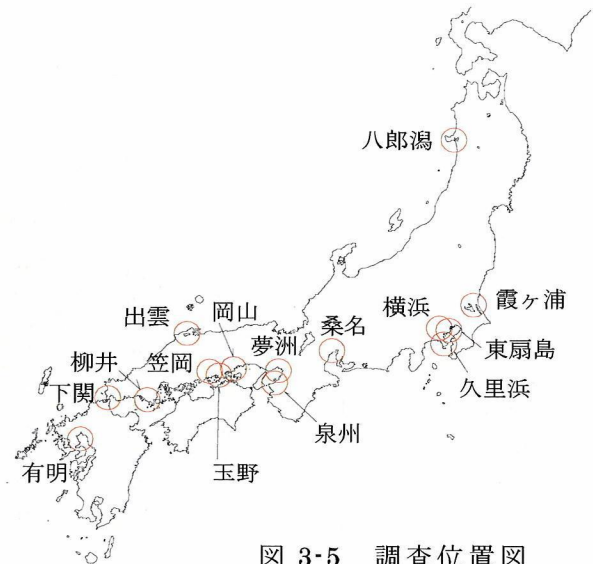 八郎潟
霞ヶ浦
横浜
東扇島
久里浜
桑名
夢洲
泉州
岡山
出雲
笠岡
玉野
柳井
下関
有明
図 3-5 調査位置図